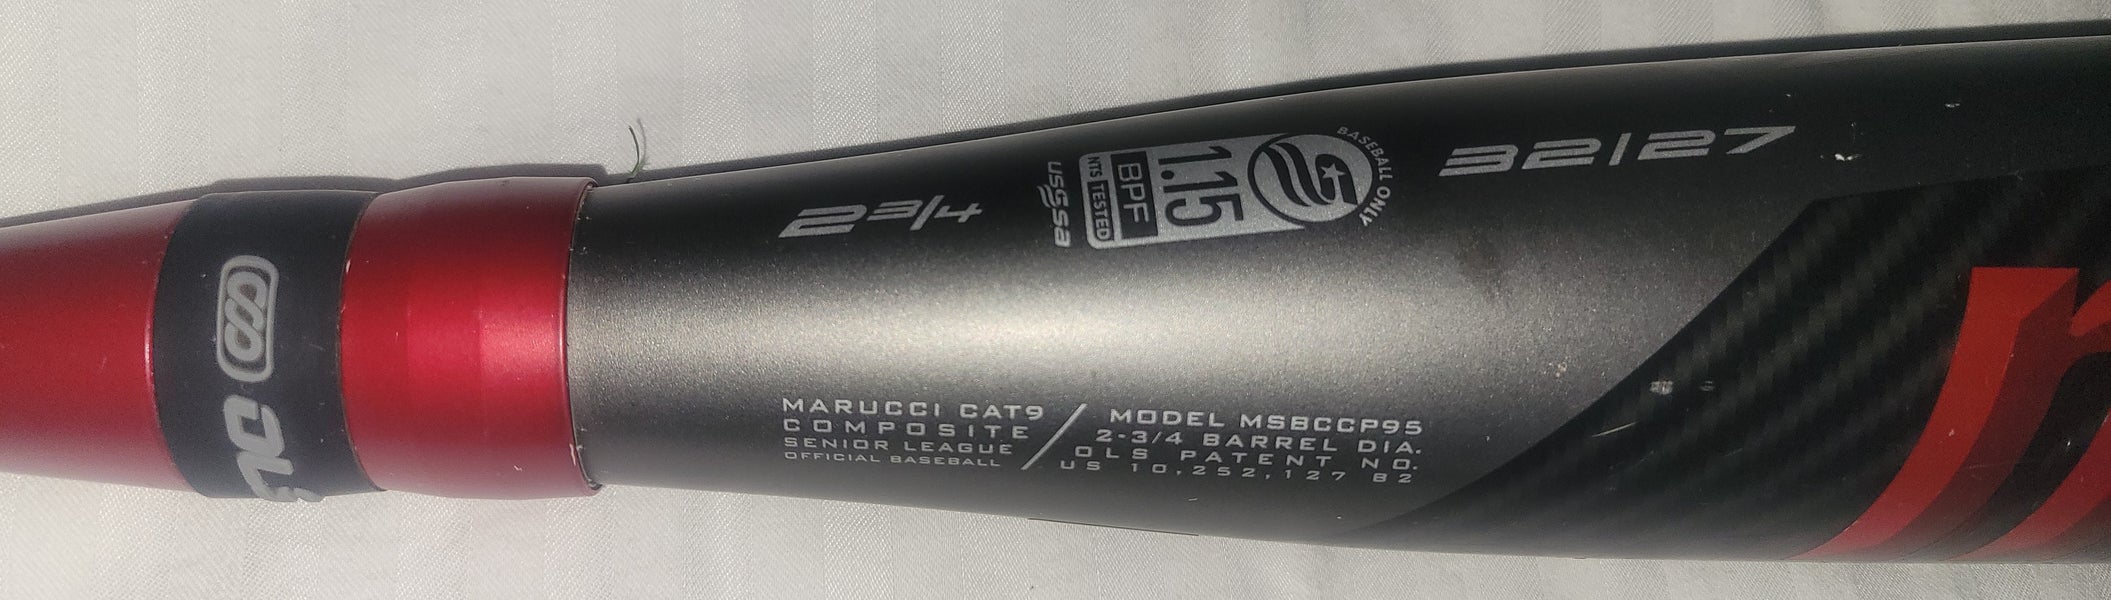 2 3/4
USSSA
1.15
BPF
NTS TESTED
BASEBALL ONLY
32/27
MARUCCI CAT9
COMPOSITE
SENIOR LEAGUE
OFFICIAL BASEBALL
MODEL MSBCCP95
2-3/4 BARREL DIA.
OLS PATENT NO.
US 10,252,127 B2